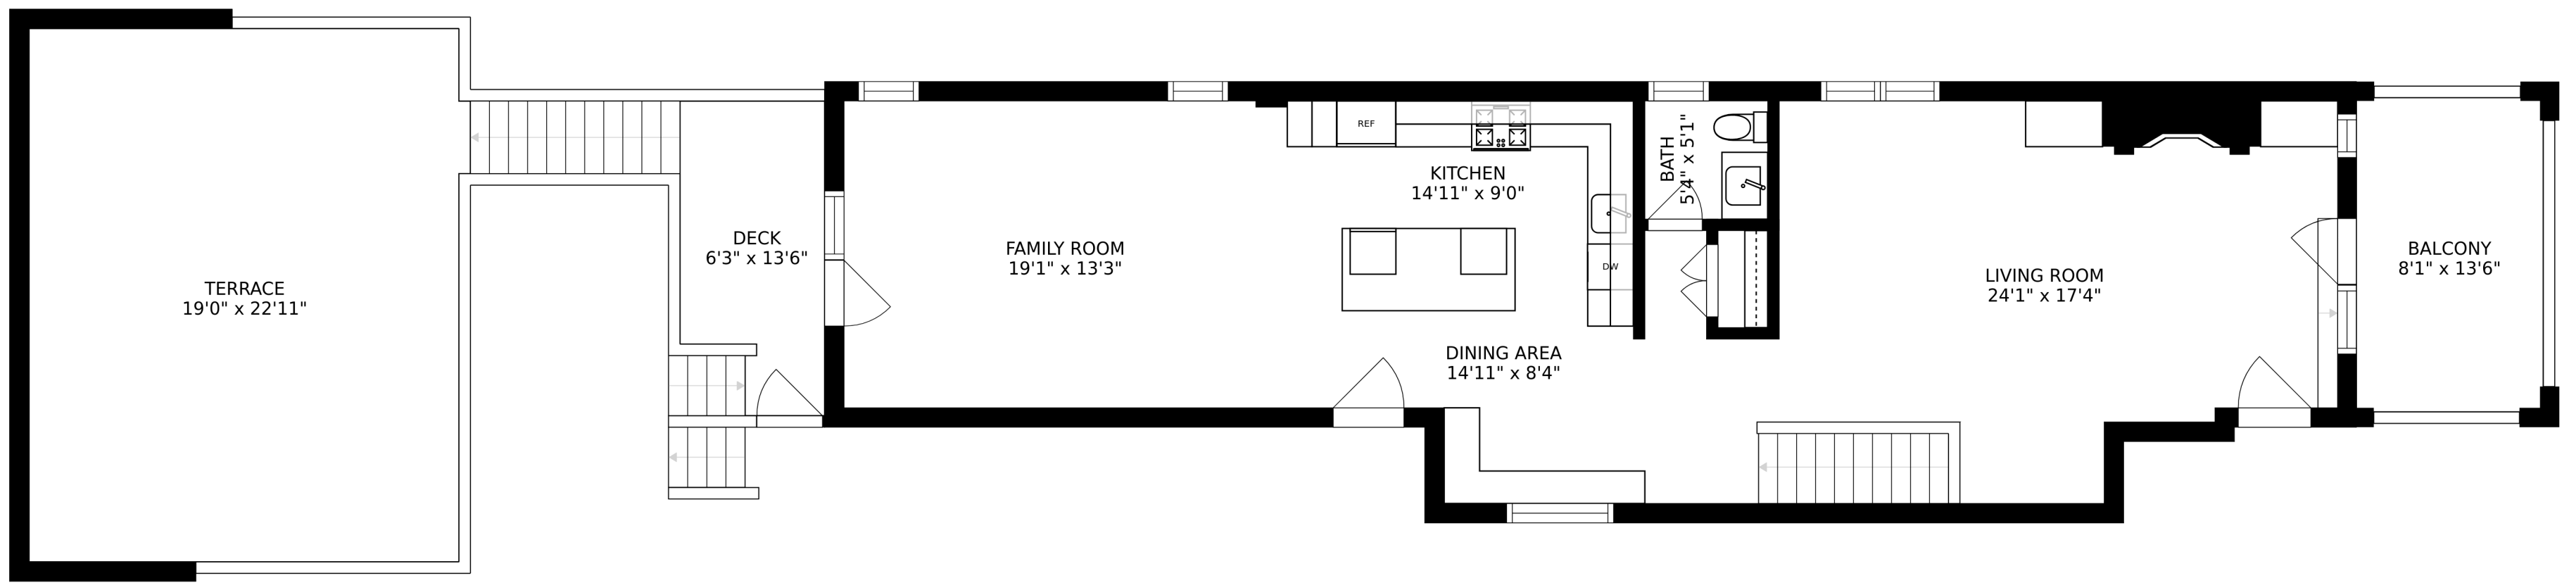 TERRACE
19'0" x 22'11"
DECK
6'3" x 13'6"
FAMILY ROOM
19'1" x 13'3"
REF
KITCHEN
14'11" x 9'0"
DW
DINING AREA
14'11" x 8'4"
BATH
5'4" x 5'1"
LIVING ROOM
24'1" x 17'4"
BALCONY
8'1" x 13'6"